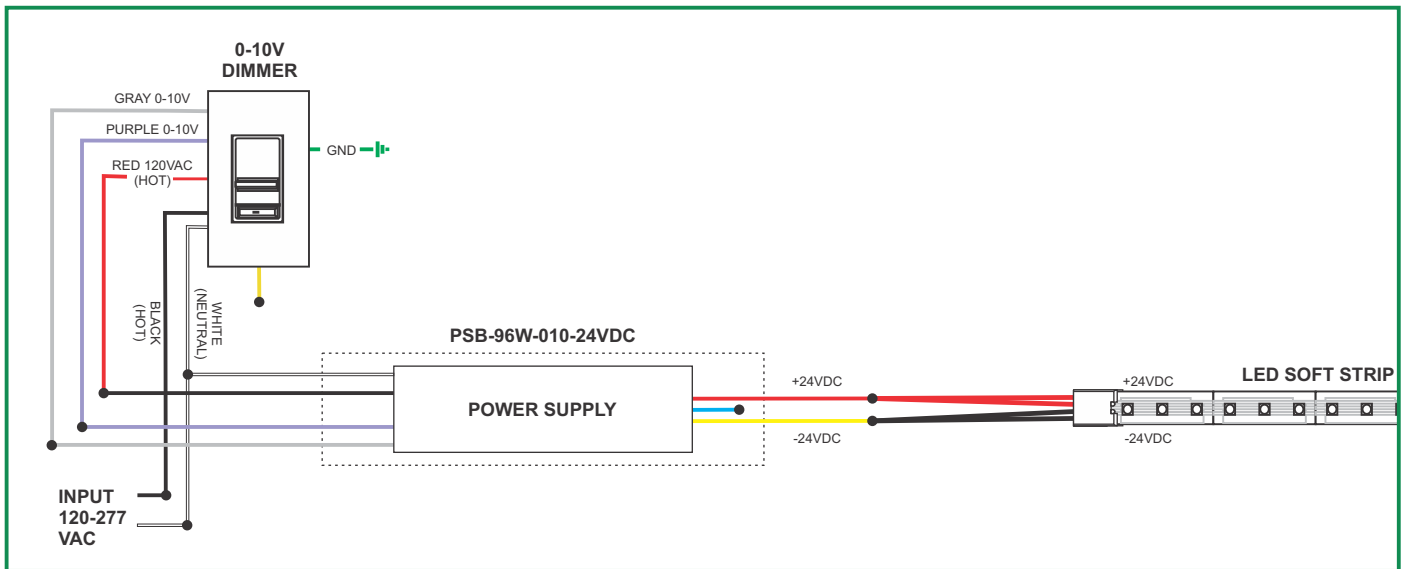 0-10V
DIMMER
GRAY 0-10V
PURPLE 0-10V
RED 120VAC
(HOT)
GND
BLACK
(HOT)
WHITE
(NEUTRAL)
PSB-96W-010-24VDC
POWER SUPPLY
+24VDC
-24VDC
+24VDC
-24VDC
LED SOFT STRIP
INPUT
120-277
VAC